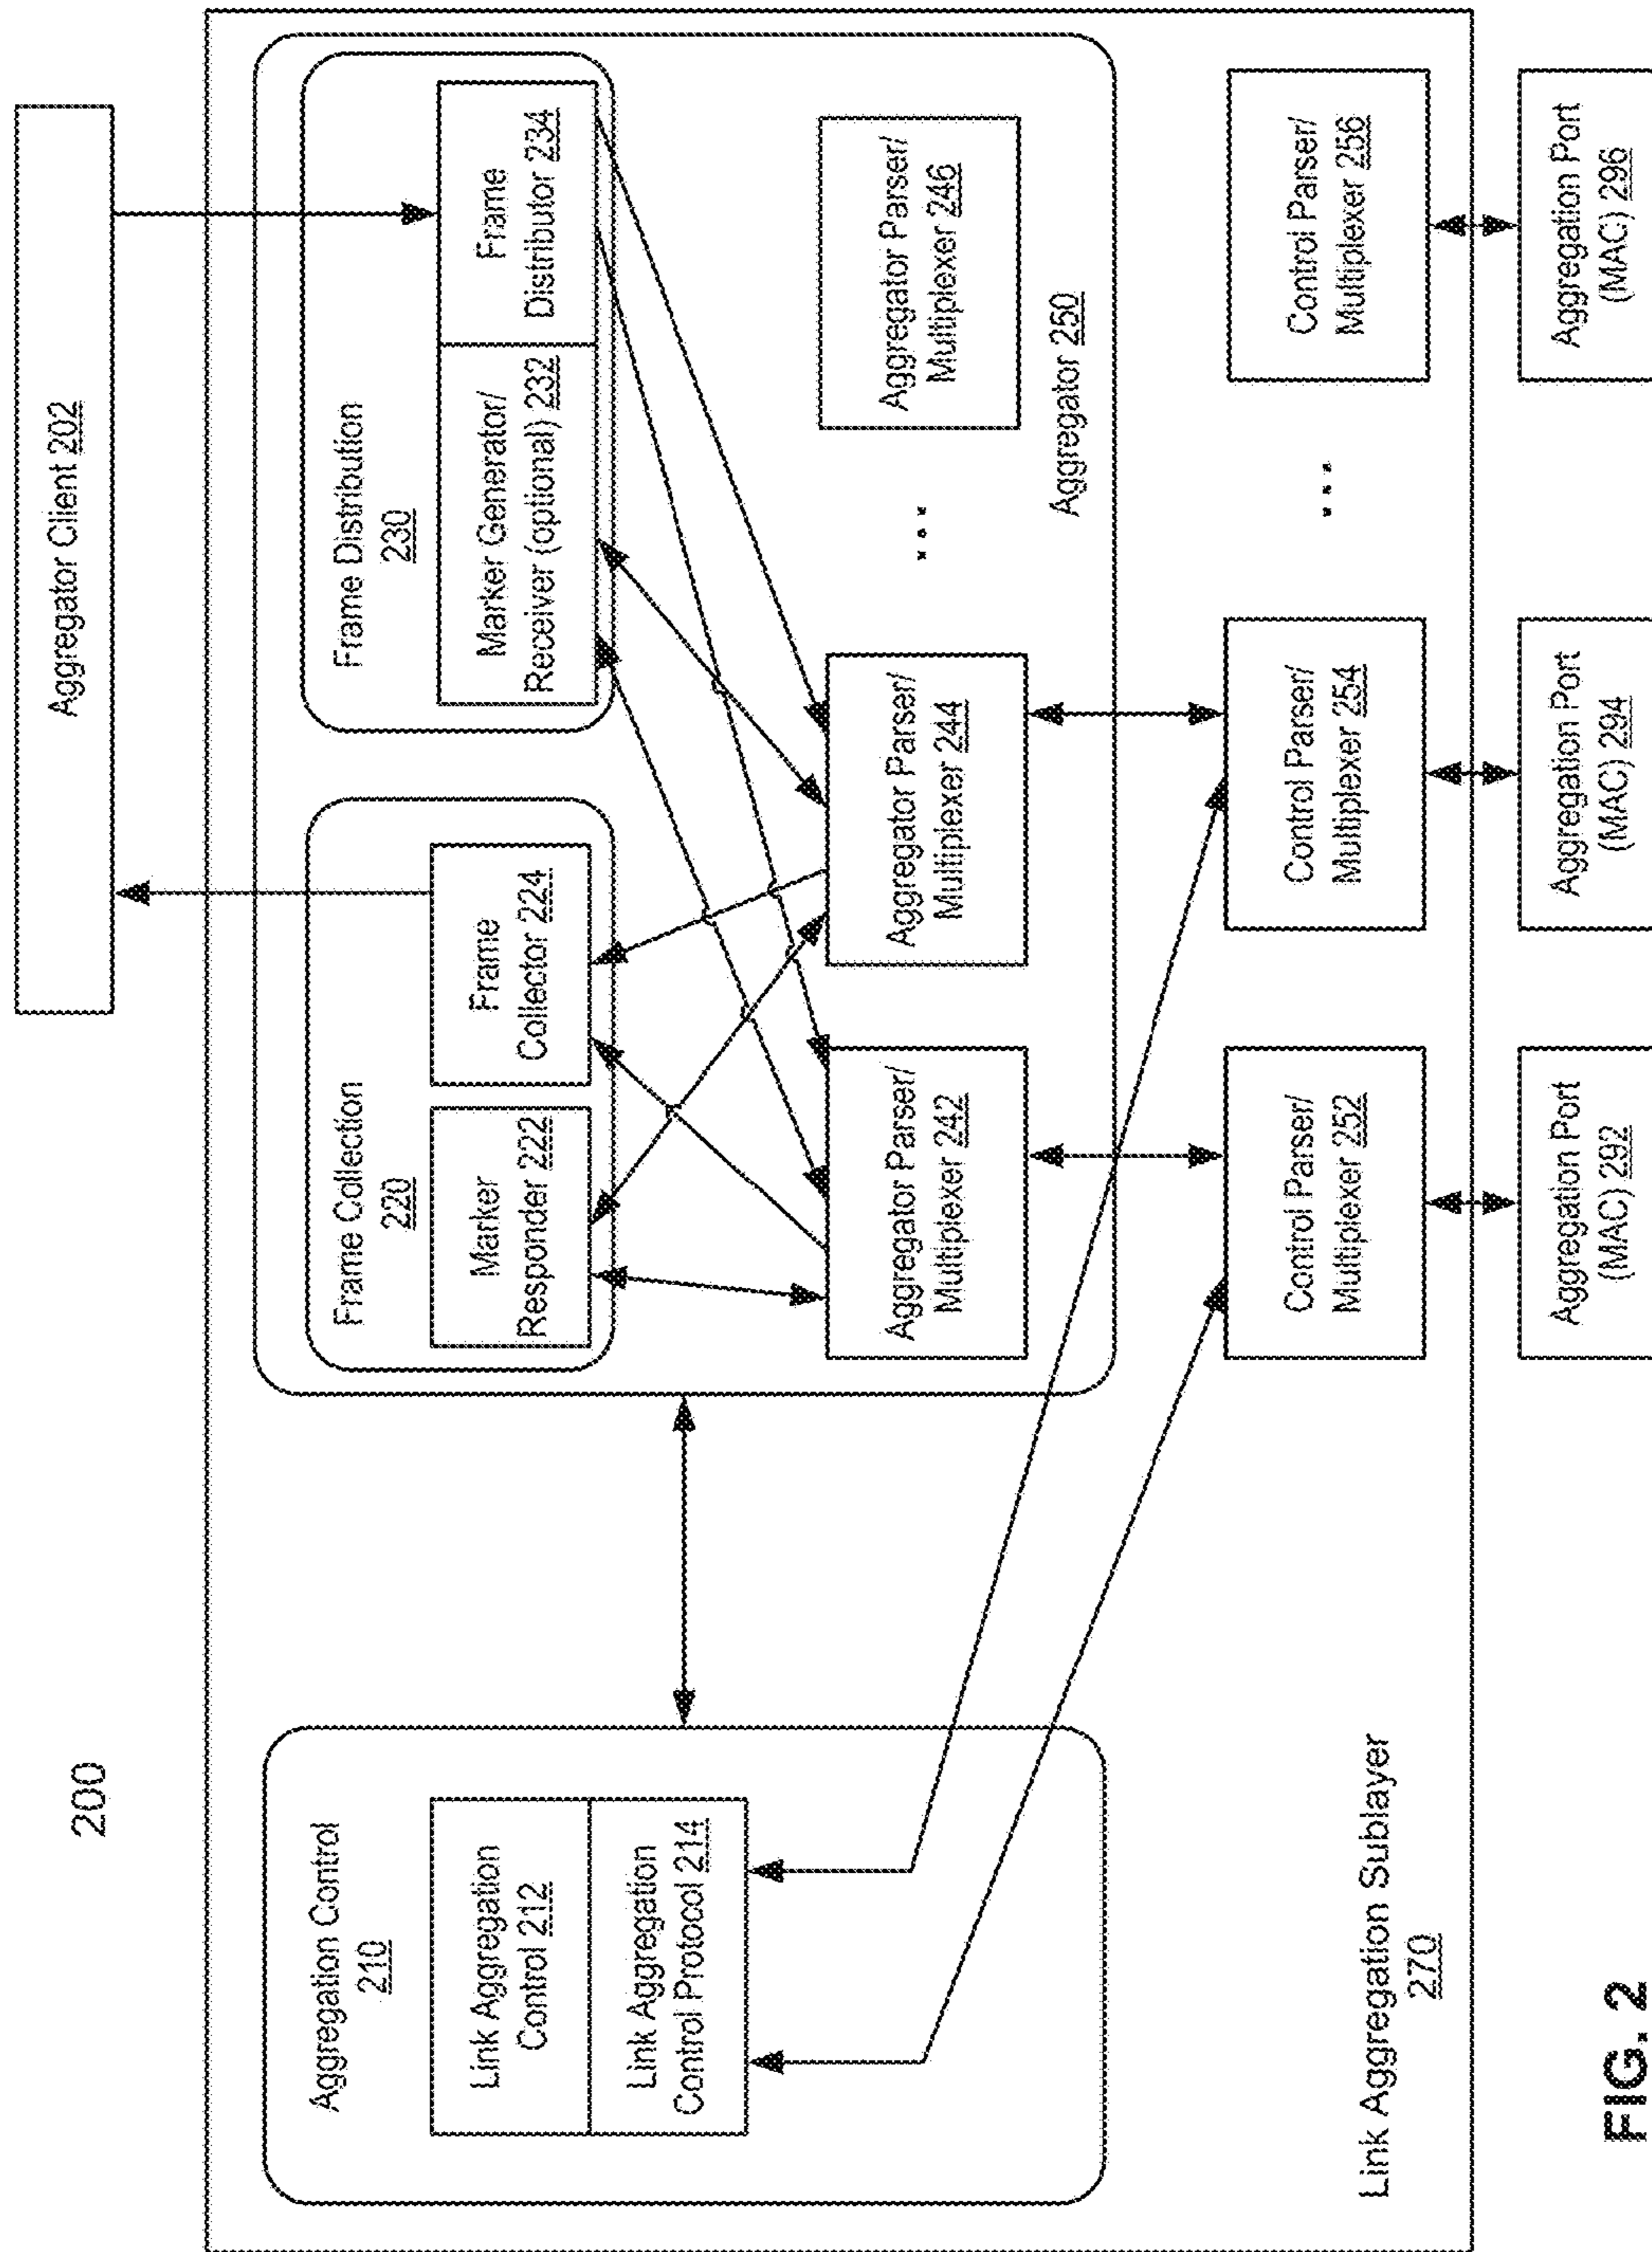 200
Aggregator Client 202
Aggregation Control
210
Link Aggregation
Control 212
Link Aggregation
Control Protocol 214
Frame Collection
220
Marker
Responder 222
Frame
Collector 224
Frame Distribution
230
Marker Generator/
Receiver (optional) 232
Frame
Distributor 234
Aggregator Parser/
Multiplexer 242
Aggregator Parser/
Multiplexer 244
...
Aggregator Parser/
Multiplexer 246
Aggregator 250
Control Parser/
Multiplexer 252
Control Parser/
Multiplexer 254
...
Control Parser/
Multiplexer 256
Link Aggregation Sublayer
270
Aggregation Port
(MAC) 292
Aggregation Port
(MAC) 294
Aggregation Port
(MAC) 296
FIG. 2